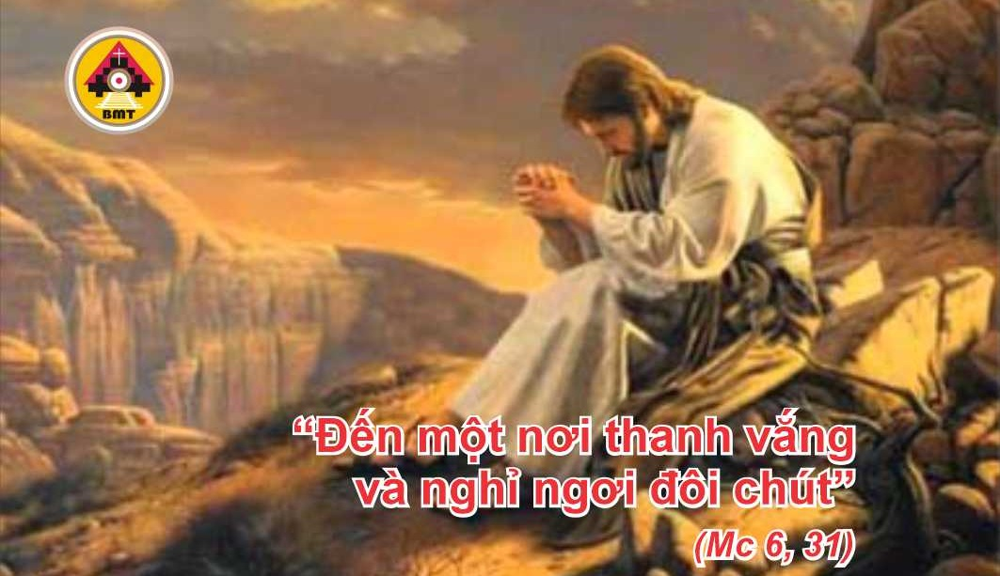 BMT
“Đến một nơi thanh vắng
và nghỉ ngơi đôi chút”
(Mc 6, 31)